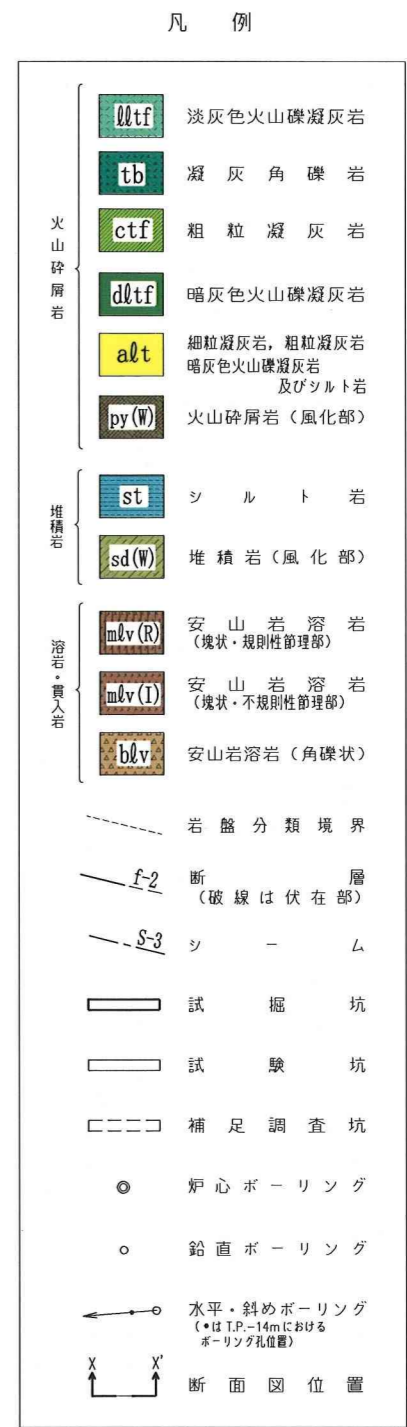 凡例
火山砕屑岩
lltf 淡灰色火山礫凝灰岩
tb 凝灰角礫岩
ctf 粗粒凝灰岩
dltf 暗灰色火山礫凝灰岩
alt 細粒凝灰岩，粗粒凝灰岩
暗灰色火山礫凝灰岩
及びシルト岩
py(W) 火山砕屑岩（風化部）
堆積岩
st シルト岩
sd(W) 堆積岩（風化部）
溶岩・貫入岩
mlv(R) 安山岩溶岩
（塊状・規則性節理部）
mlv(I) 安山岩溶岩
（塊状・不規則性節理部）
blv 安山岩溶岩（角礫状）
岩盤分類境界
f-2 断層
（破線は伏在部）
S-3 シーム
試掘坑
試験坑
補足調査坑
炉心ボーリング
鉛直ボーリング
水平・斜めボーリング
（●はT.P.-14mにおける
ボーリング孔位置）
X X' 断面図位置